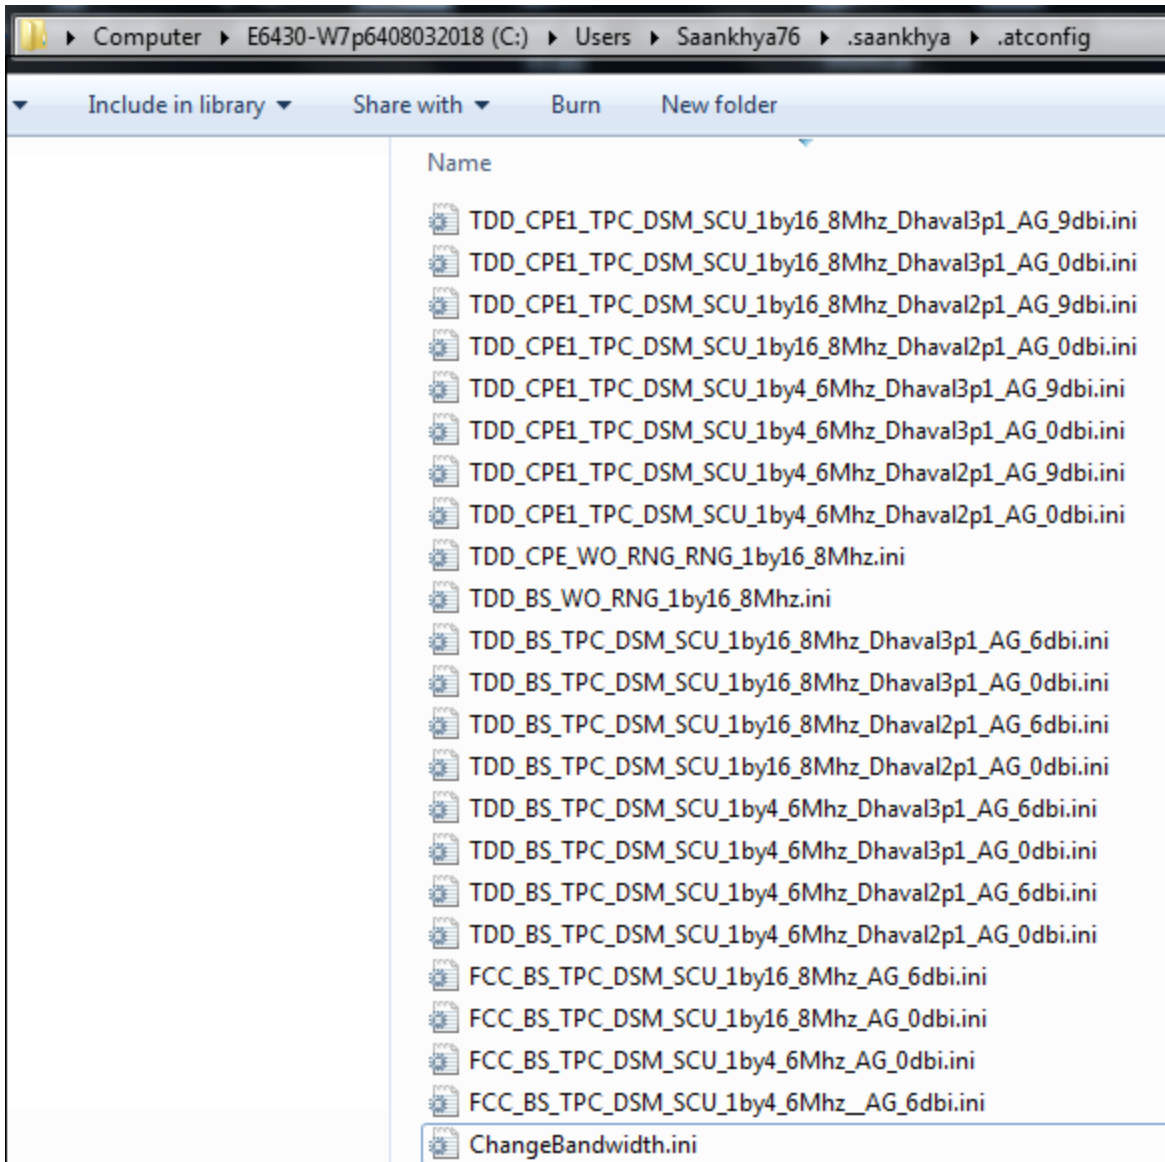 Computer E6430-W7p6408032018 (C:) Users Saankhya76 .saankhya .atconfig
Include in library Share with Burn New folder
Name
TDD_CPE1_TPC_DSM_SCU_1by16_8Mhz_Dhaval3p1_AG_9dbi.ini
TDD_CPE1_TPC_DSM_SCU_1by16_8Mhz_Dhaval3p1_AG_0dbi.ini
TDD_CPE1_TPC_DSM_SCU_1by16_8Mhz_Dhaval2p1_AG_9dbi.ini
TDD_CPE1_TPC_DSM_SCU_1by16_8Mhz_Dhaval2p1_AG_0dbi.ini
TDD_CPE1_TPC_DSM_SCU_1by4_6Mhz_Dhaval3p1_AG_9dbi.ini
TDD_CPE1_TPC_DSM_SCU_1by4_6Mhz_Dhaval3p1_AG_0dbi.ini
TDD_CPE1_TPC_DSM_SCU_1by4_6Mhz_Dhaval2p1_AG_9dbi.ini
TDD_CPE1_TPC_DSM_SCU_1by4_6Mhz_Dhaval2p1_AG_0dbi.ini
TDD_CPE_WO_RNG_RNG_1by16_8Mhz.ini
TDD_BS_WO_RNG_1by16_8Mhz.ini
TDD_BS_TPC_DSM_SCU_1by16_8Mhz_Dhaval3p1_AG_6dbi.ini
TDD_BS_TPC_DSM_SCU_1by16_8Mhz_Dhaval3p1_AG_0dbi.ini
TDD_BS_TPC_DSM_SCU_1by16_8Mhz_Dhaval2p1_AG_6dbi.ini
TDD_BS_TPC_DSM_SCU_1by16_8Mhz_Dhaval2p1_AG_0dbi.ini
TDD_BS_TPC_DSM_SCU_1by4_6Mhz_Dhaval3p1_AG_6dbi.ini
TDD_BS_TPC_DSM_SCU_1by4_6Mhz_Dhaval3p1_AG_0dbi.ini
TDD_BS_TPC_DSM_SCU_1by4_6Mhz_Dhaval2p1_AG_6dbi.ini
TDD_BS_TPC_DSM_SCU_1by4_6Mhz_Dhaval2p1_AG_0dbi.ini
FCC_BS_TPC_DSM_SCU_1by16_8Mhz_AG_6dbi.ini
FCC_BS_TPC_DSM_SCU_1by16_8Mhz_AG_0dbi.ini
FCC_BS_TPC_DSM_SCU_1by4_6Mhz_AG_0dbi.ini
FCC_BS_TPC_DSM_SCU_1by4_6Mhz__AG_6dbi.ini
ChangeBandwidth.ini